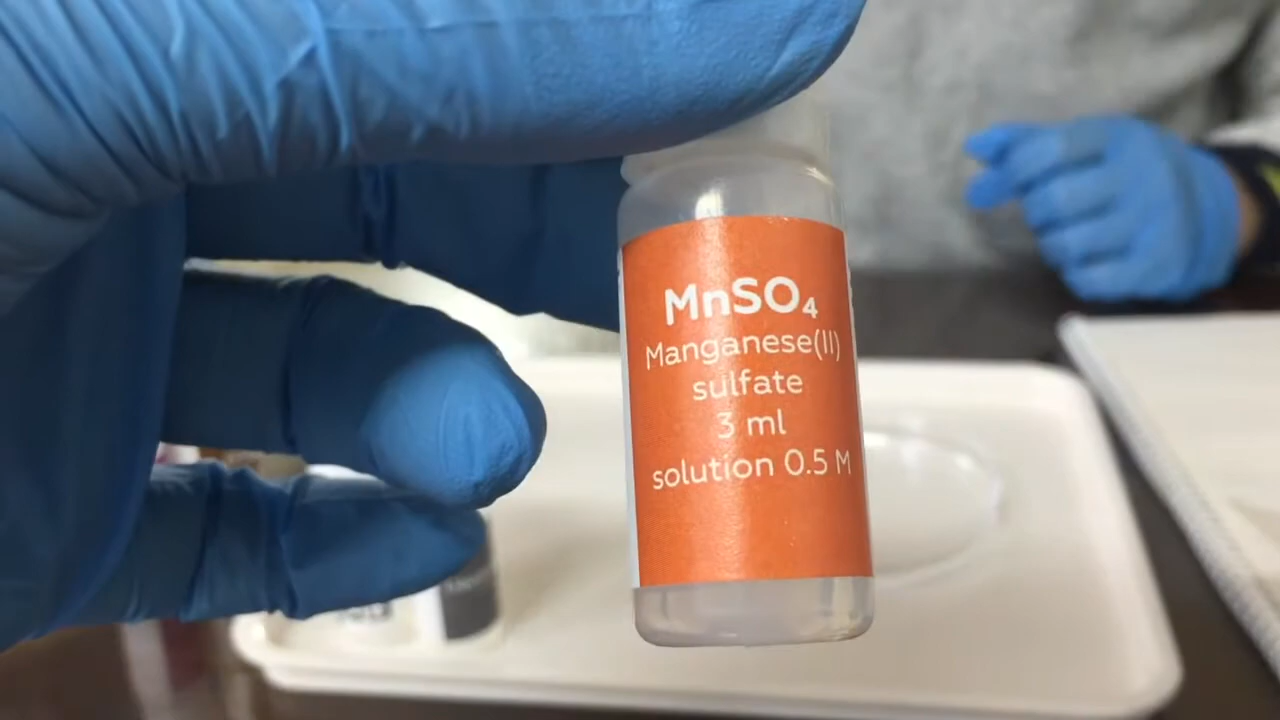 MnSO₄
Manganese(II)
sulfate
3 ml
solution 0.5 M